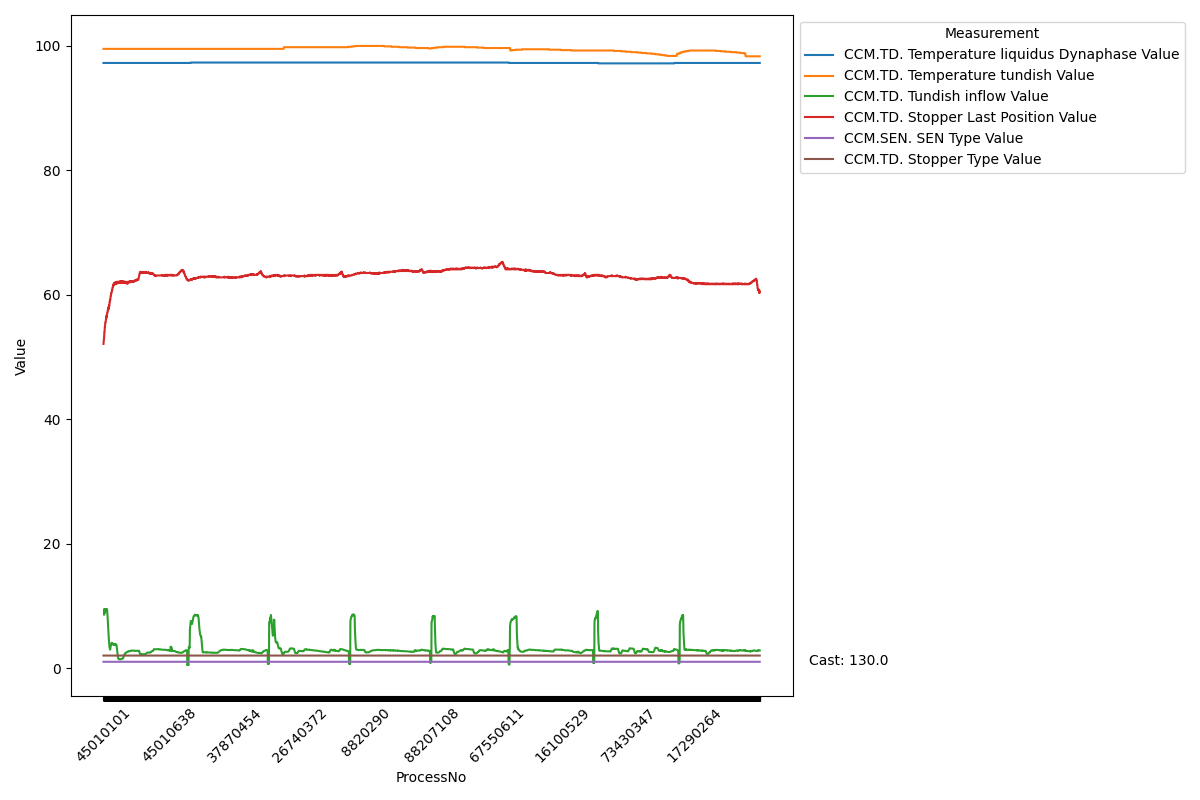 Measurement
CCM.TD. Temperature liquidus Dynaphase Value
CCM.TD. Temperature tundish Value
CCM.TD. Tundish inflow Value
CCM.TD. Stopper Last Position Value
CCM.SEN. SEN Type Value
CCM.TD. Stopper Type Value
100
80
60
40
20
0
Value
Cast: 130.0
45010101
45010638
37870454
26740372
8820290
88207108
67550611
16100529
73430347
17290264
ProcessNo